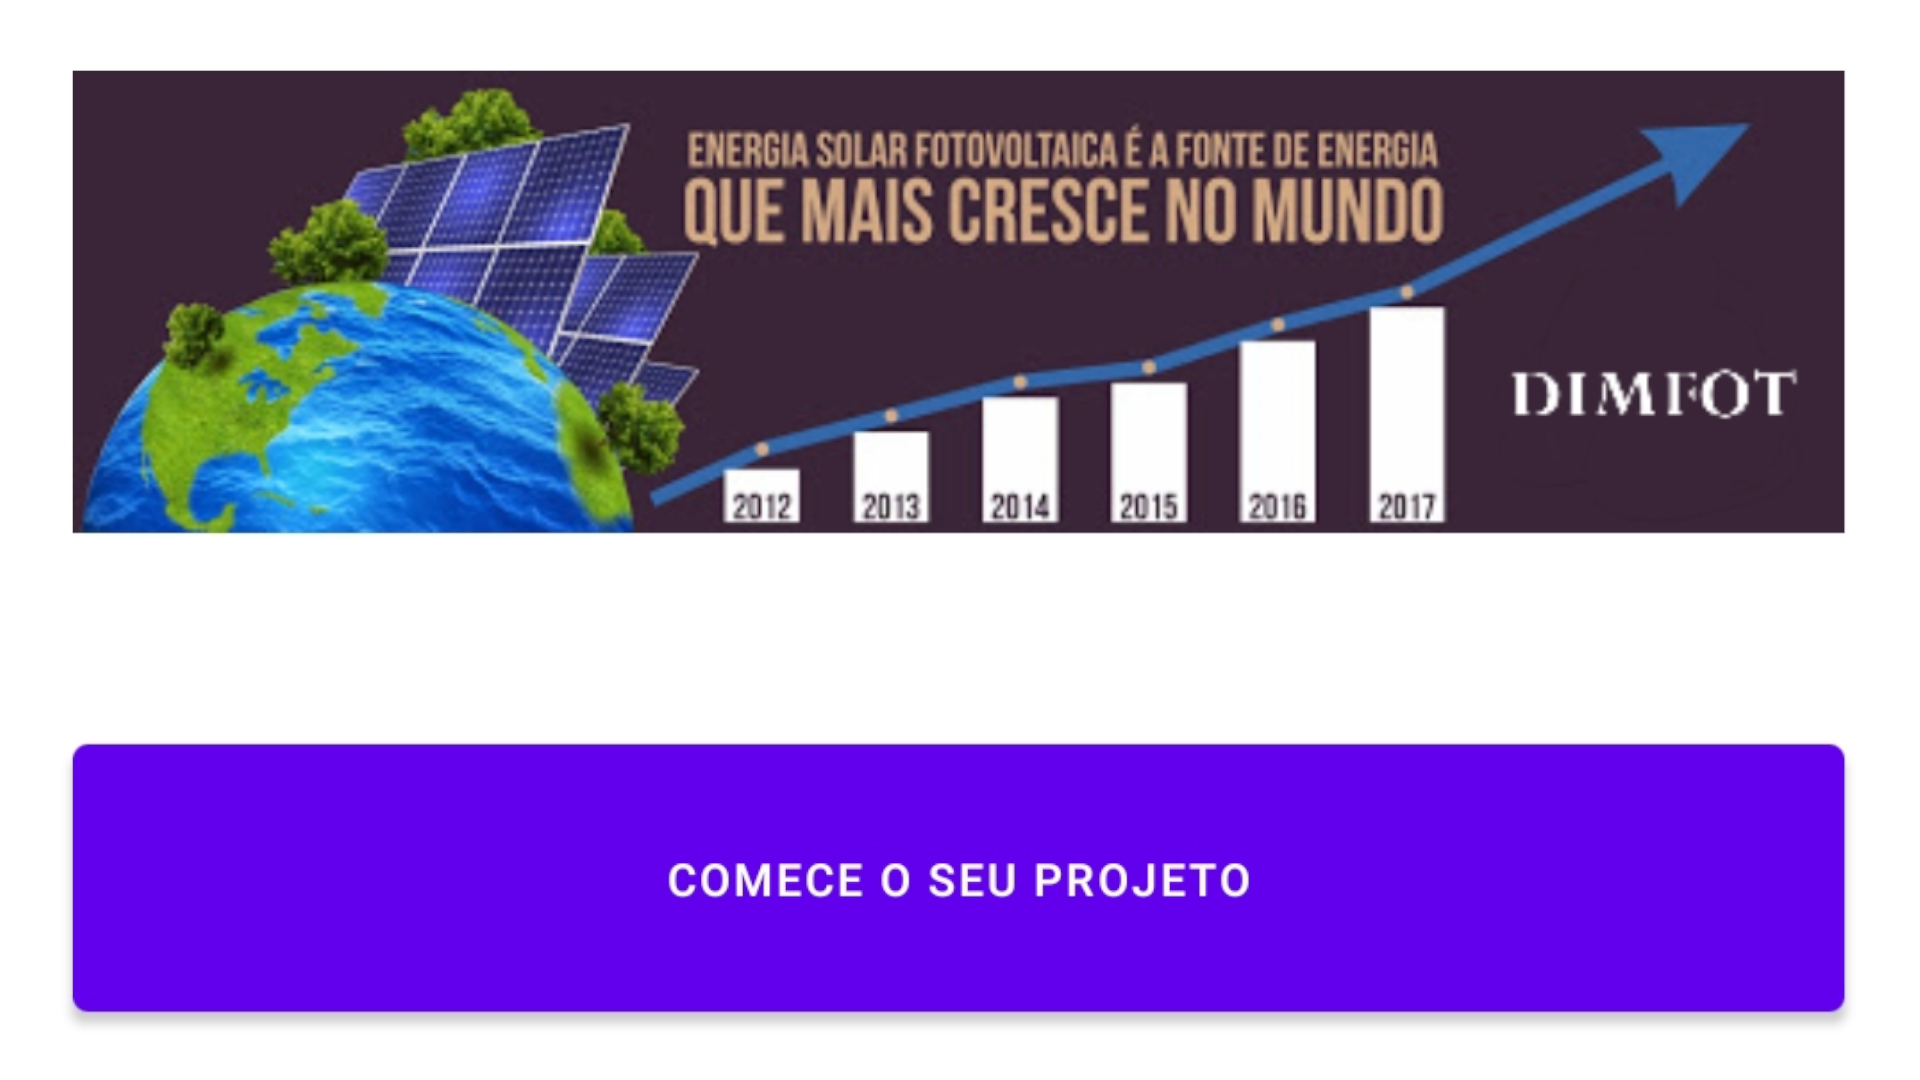 ENERGIA SOLAR FOTOVOLTAICA É A FONTE DE ENERGIA
QUE MAIS CRESCE NO MUNDO
DIMFOT
2012 2013 2014 2015 2016 2017
COMECE O SEU PROJETO